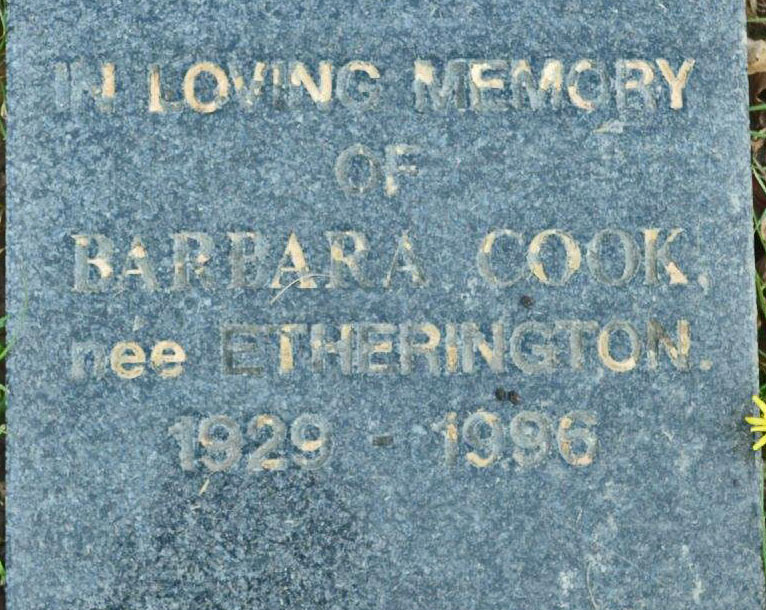 IN LOVING MEMORY
OF
BARBARA COOK,
nee ETHERINGTON.
1929 - 1996